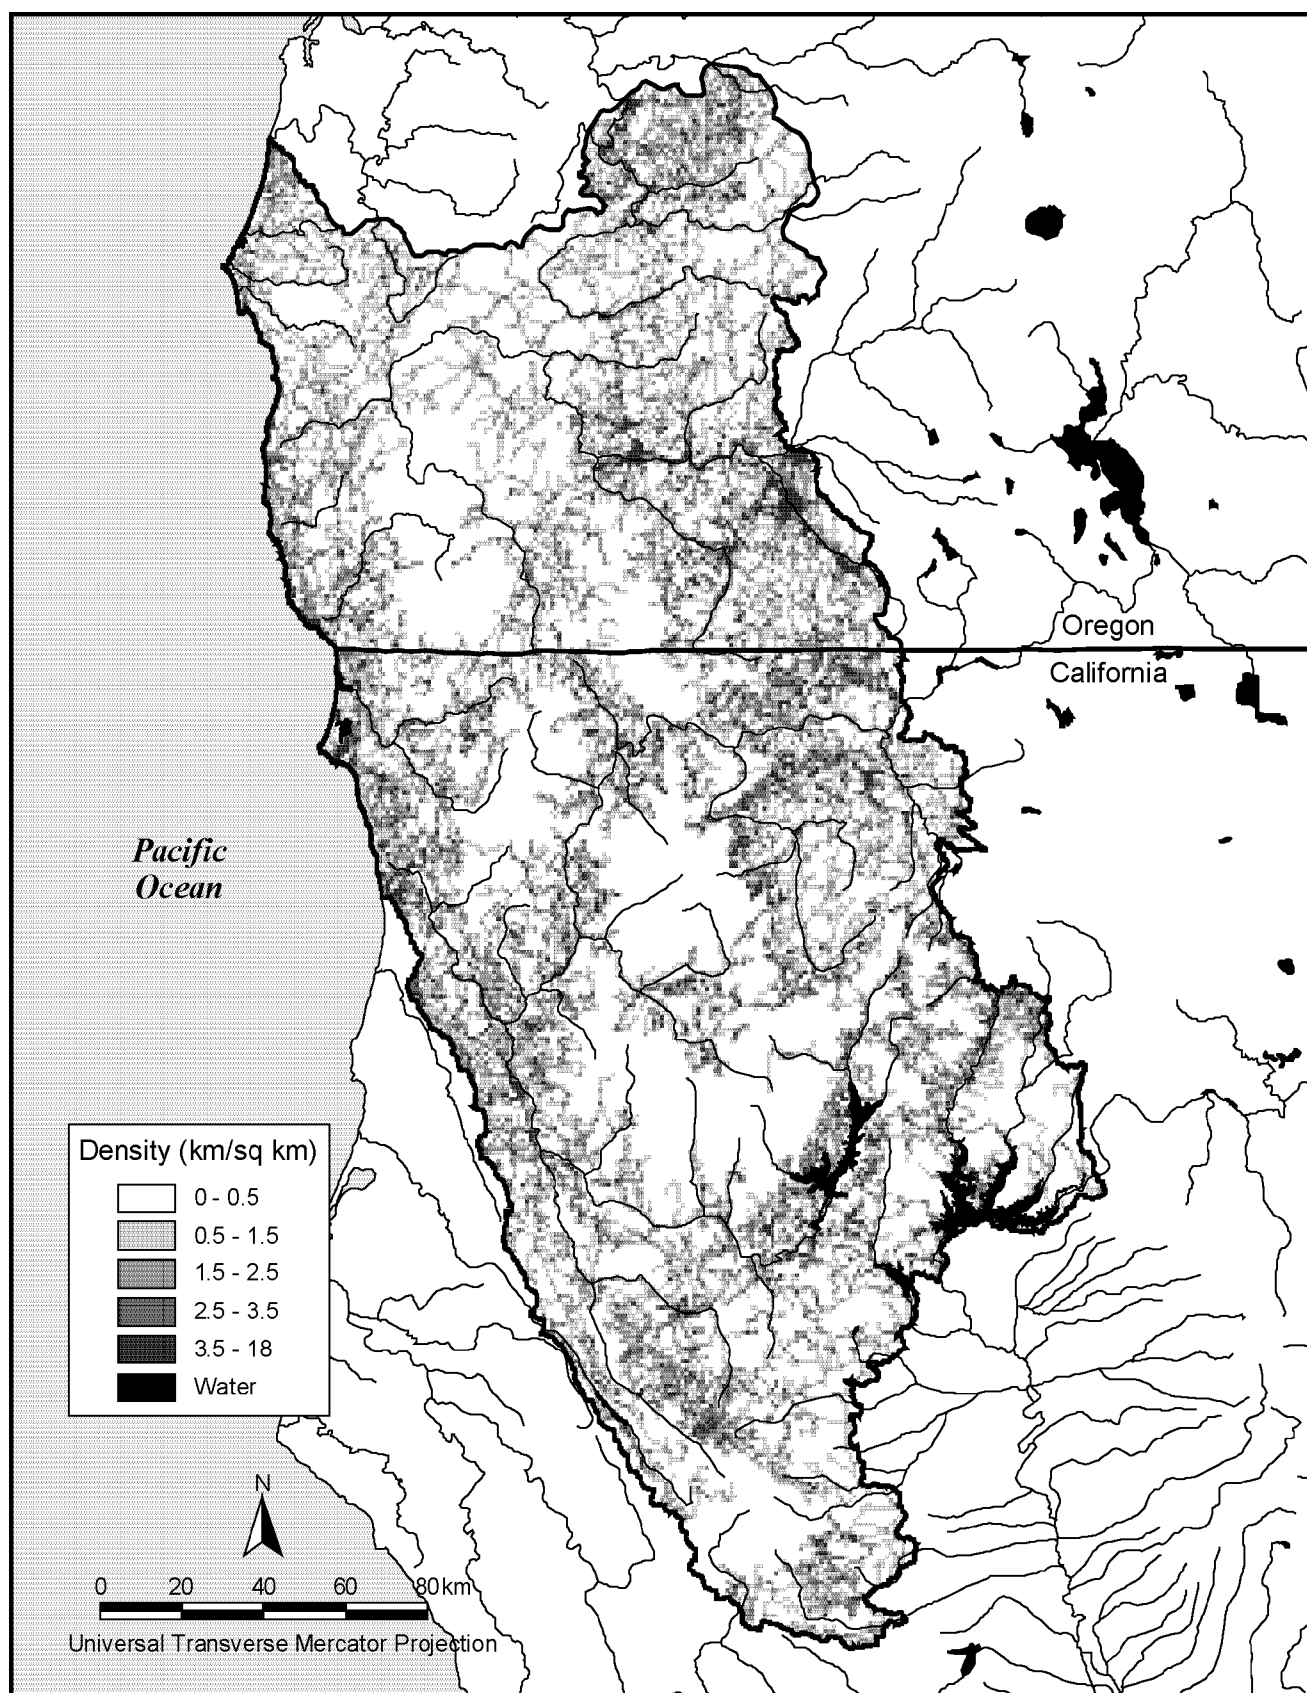 Oregon
California
Pacific
Ocean
Density (km/sq km)
0 - 0.5
0.5 - 1.5
1.5 - 2.5
2.5 - 3.5
3.5 - 18
Water
N
0 20 40 60 80 km
Universal Transverse Mercator Projection